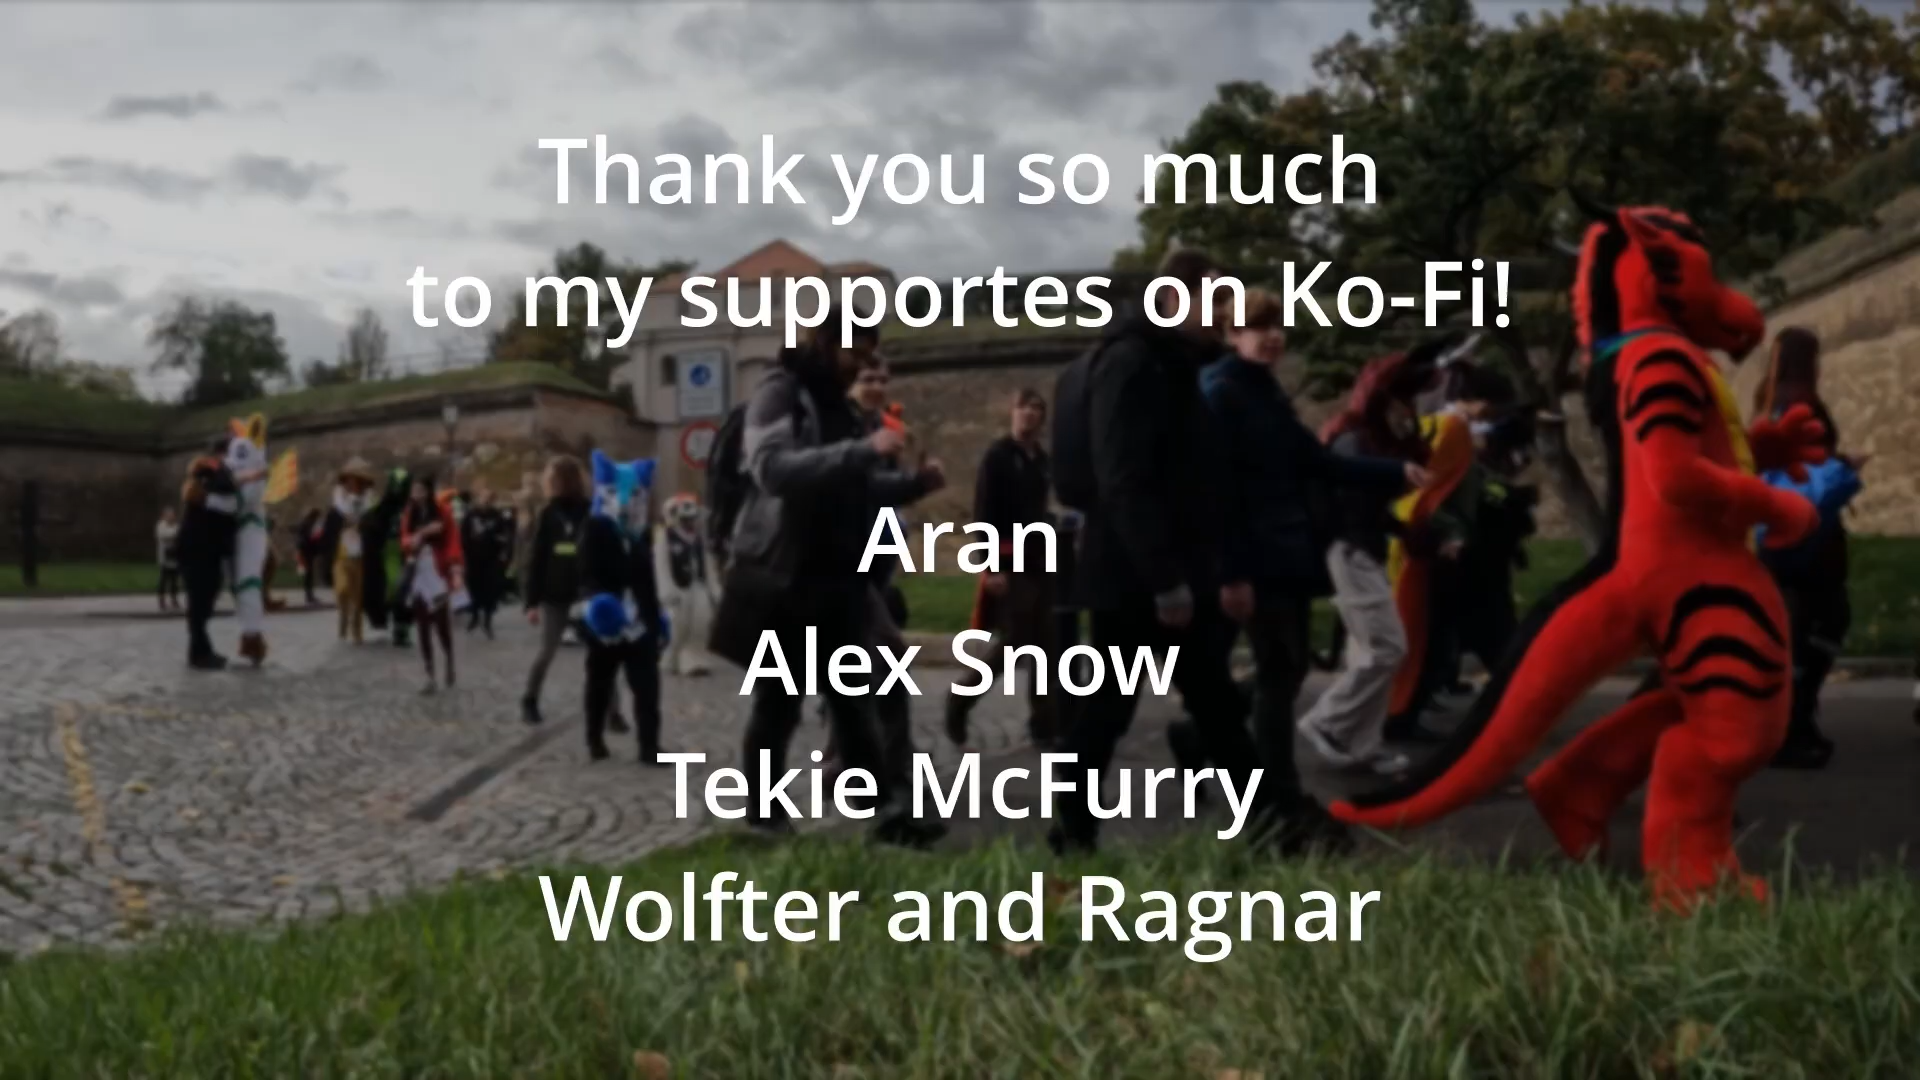 Thank you so much
to my supportes on Ko-Fi!
Aran
Alex Snow
Tekie McFurry
Wolfter and Ragnar